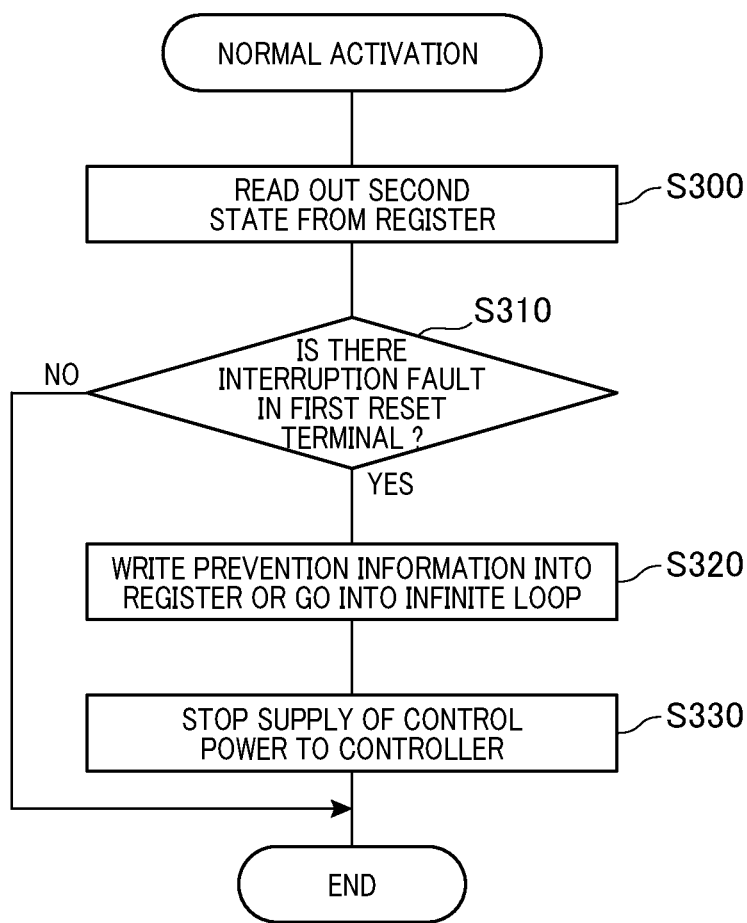 NORMAL ACTIVATION
READ OUT SECOND
STATE FROM REGISTER
S300
S310
IS THERE
INTERRUPTION FAULT
IN FIRST RESET
TERMINAL ?
NO
YES
WRITE PREVENTION INFORMATION INTO
REGISTER OR GO INTO INFINITE LOOP
S320
STOP SUPPLY OF CONTROL
POWER TO CONTROLLER
S330
END